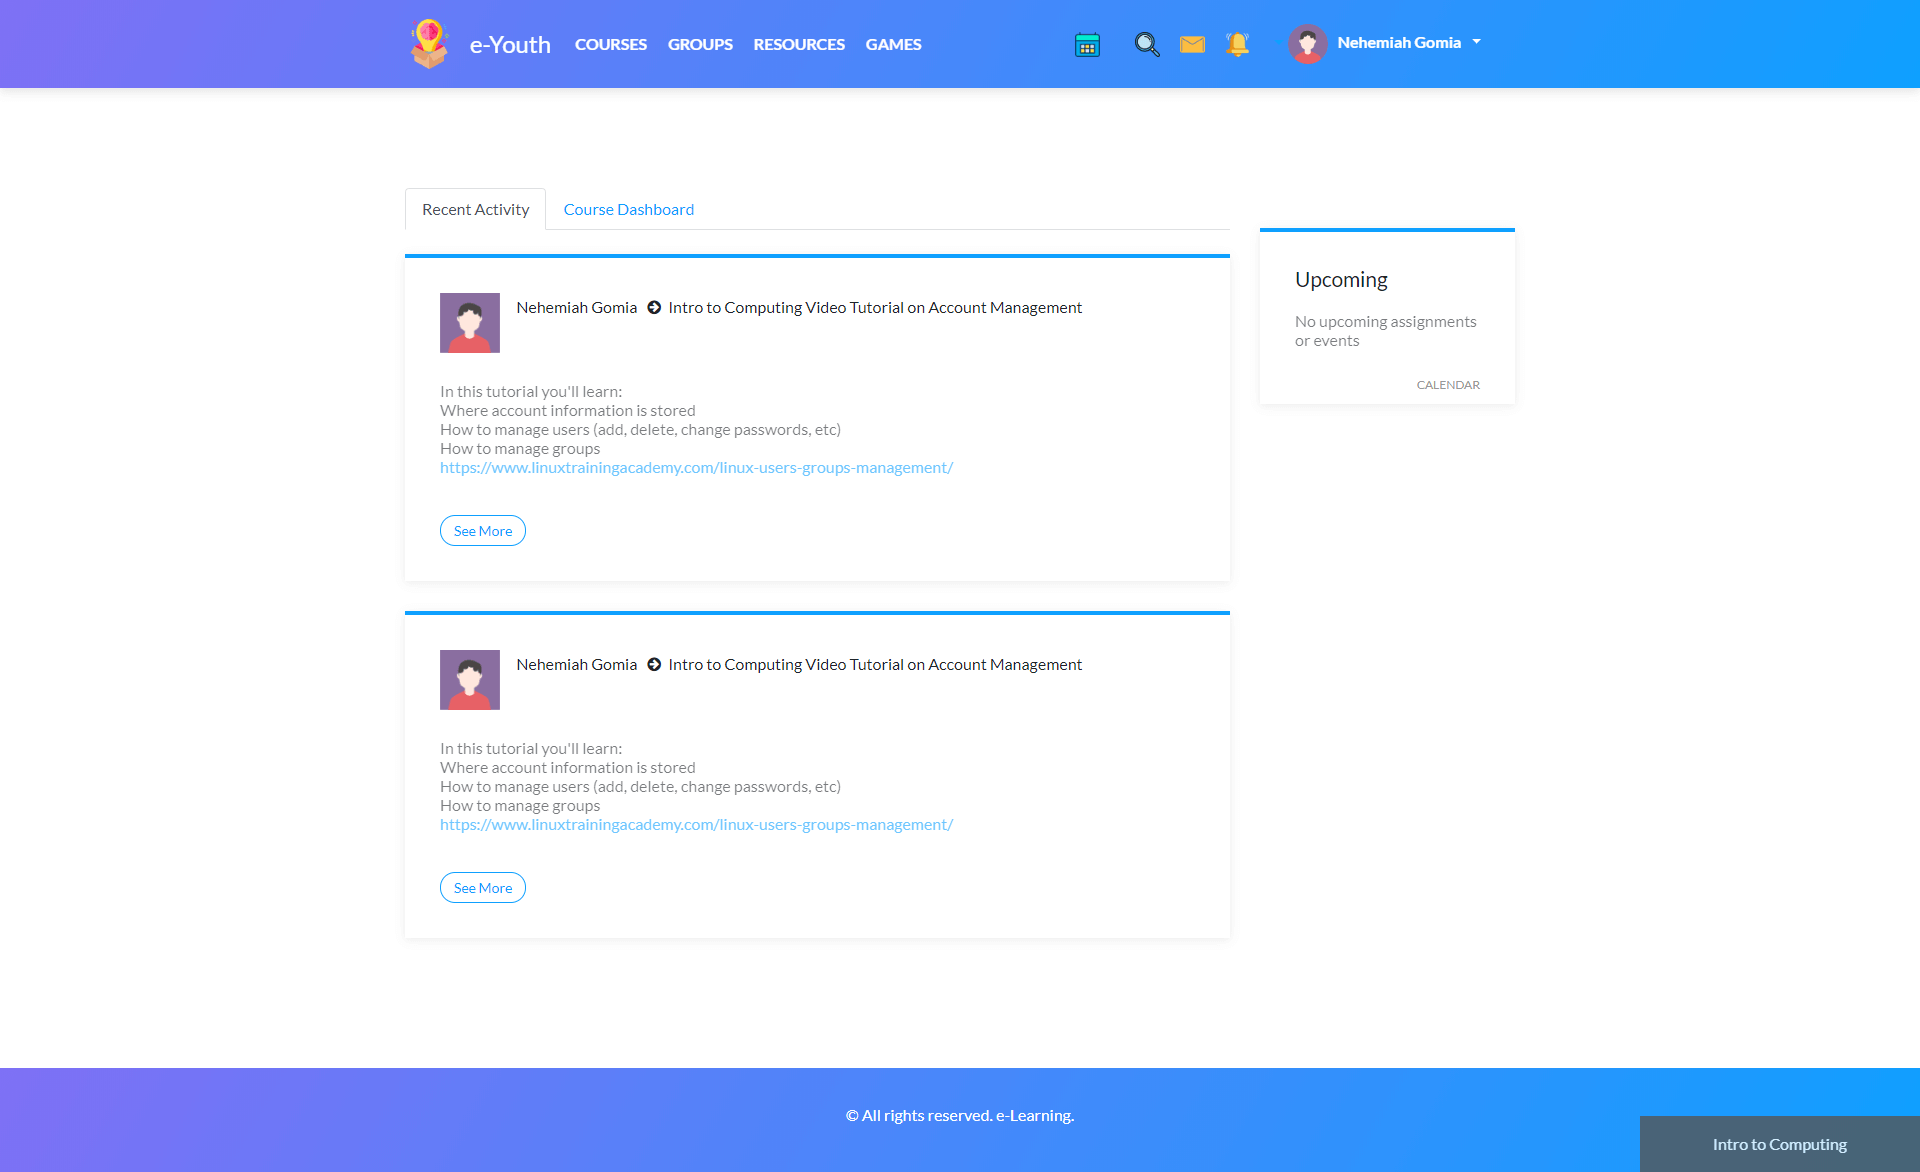 e-Youth COURSES GROUPS RESOURCES GAMES Nehemiah Gomia
Recent Activity Course Dashboard
Nehemiah Gomia Intro to Computing Video Tutorial on Account Management
In this tutorial you'll learn:
Where account information is stored
How to manage users (add, delete, change passwords, etc)
How to manage groups
https://www.linuxtrainingacademy.com/linux-users-groups-management/
See More
Nehemiah Gomia Intro to Computing Video Tutorial on Account Management
In this tutorial you'll learn:
Where account information is stored
How to manage users (add, delete, change passwords, etc)
How to manage groups
https://www.linuxtrainingacademy.com/linux-users-groups-management/
See More
Upcoming
No upcoming assignments
or events
CALENDAR
© All rights reserved. e-Learning.
Intro to Computing